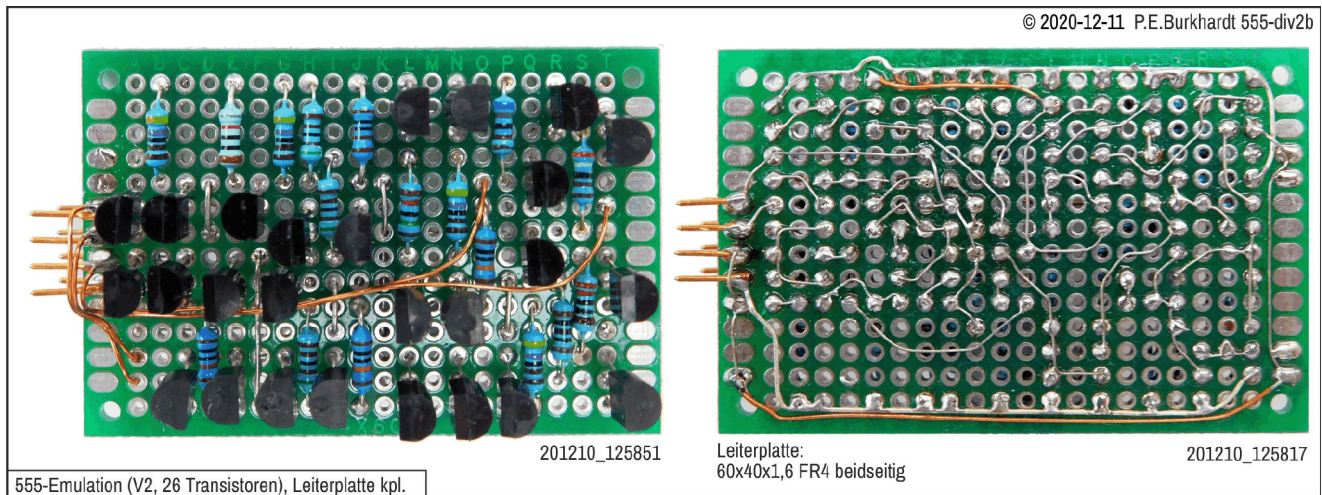 © 2020-12-11 P.E.Burkhardt 555-div2b
A B C D E F G H I J K L M N O P Q R S T
201210_125851
Leiterplatte:
60x40x1,6 FR4 beidseitig
201210_125817
555-Emulation (V2, 26 Transistoren), Leiterplatte kpl.